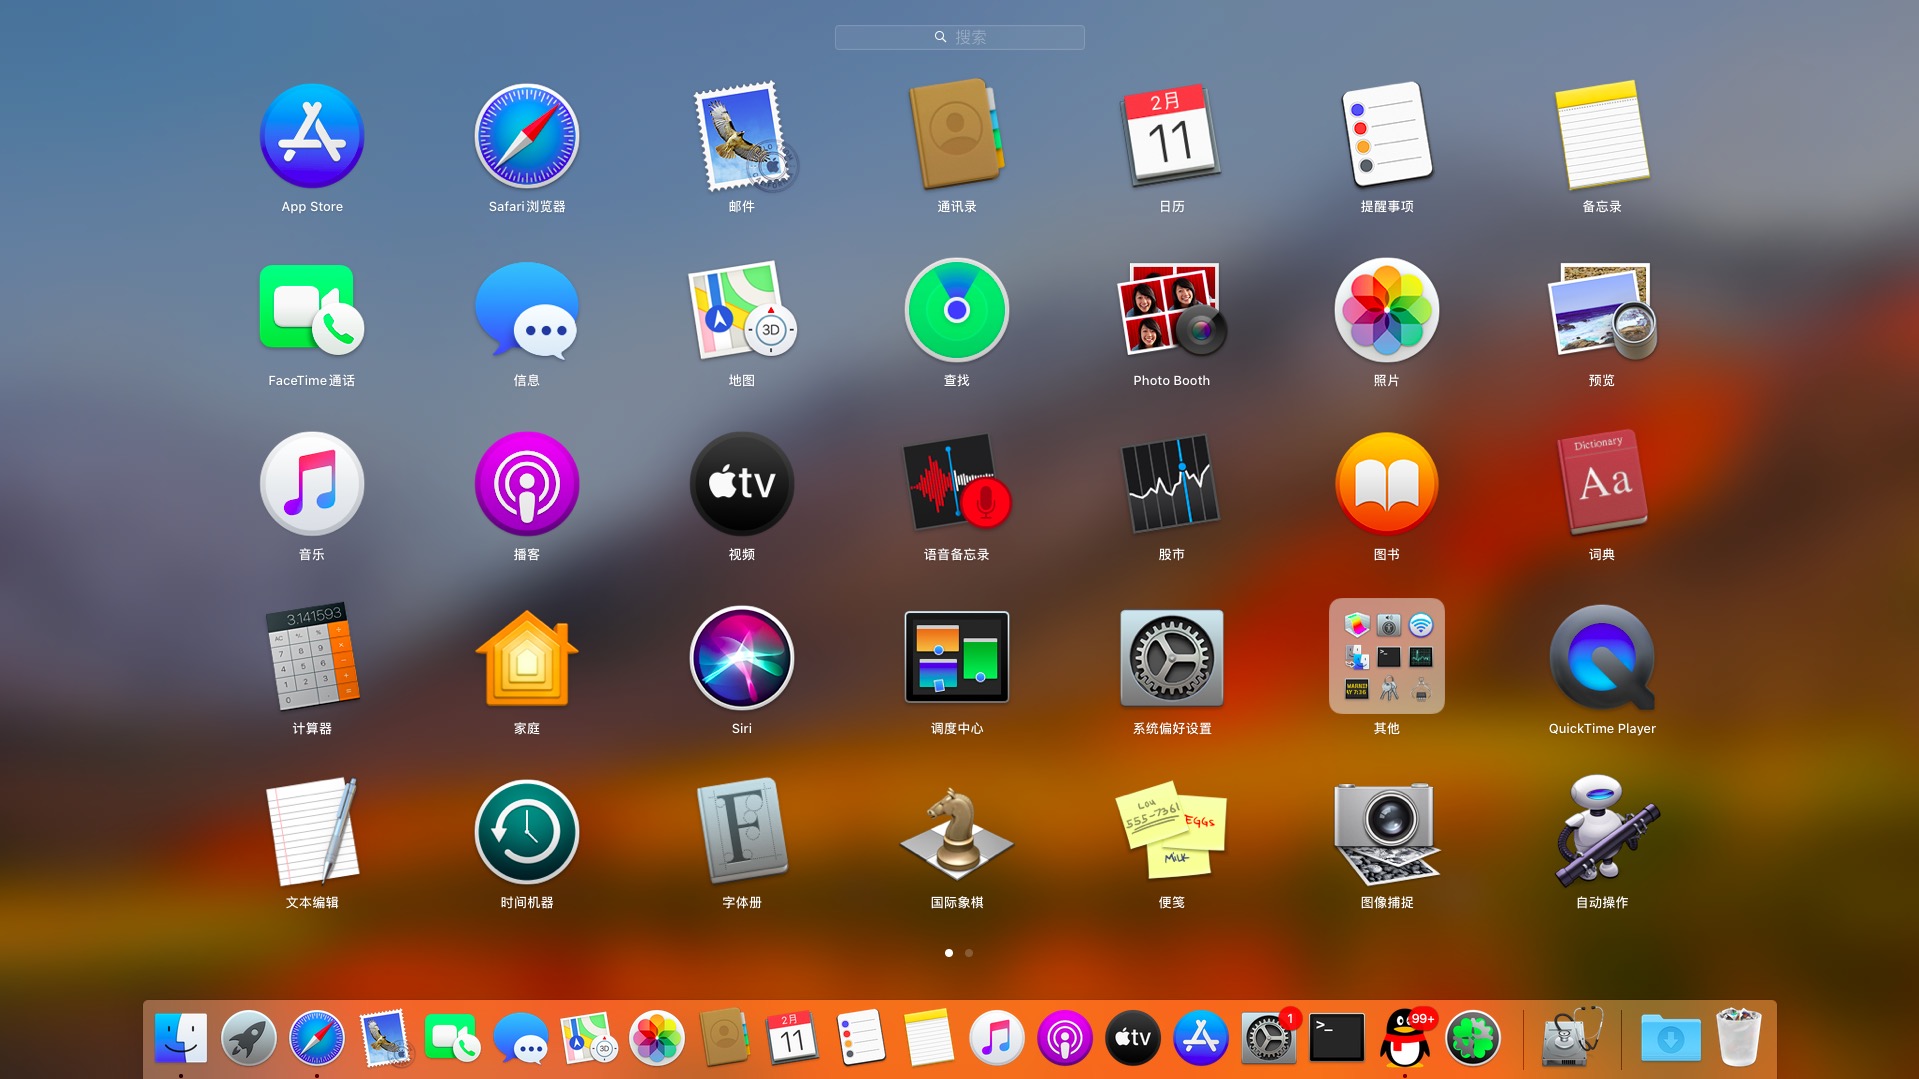 搜索
2月
11
App Store
Safari浏览器
邮件
通讯录
日历
提醒事项
备忘录
3D
FaceTime通话
信息
地图
查找
Photo Booth
照片
预览
tv
Dictionary
Aa
音乐
播客
视频
语音备忘录
股市
图书
词典
3.141593
计算器
家庭
Siri
调度中心
系统偏好设置
其他
QuickTime Player
F
Lou
555-7361
EGGs
MiLK
文本编辑
时间机器
字体册
国际象棋
便笺
图像捕捉
自动操作
3D
2月
11
tv
1
>_
99+